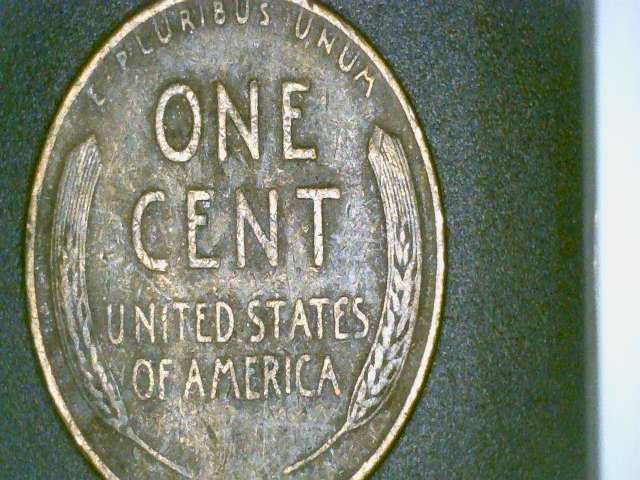 E · PLURIBUS · UNUM
ONE
CENT
UNITED STATES
OF AMERICA